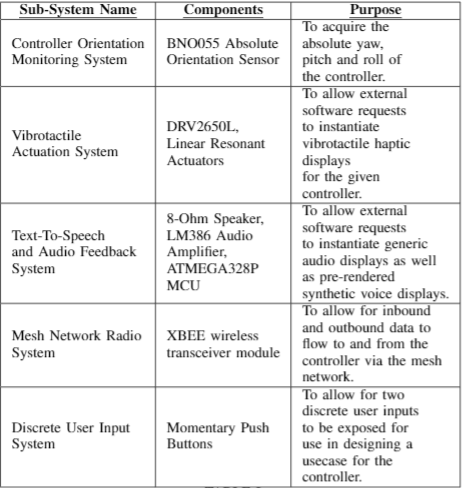 Sub-System Name Components Purpose
Controller Orientation
Monitoring System
BNO055 Absolute
Orientation Sensor
To acquire the
absolute yaw,
pitch and roll of
the controller.
Vibrotactile
Actuation System
DRV2650L,
Linear Resonant
Actuators
To allow external
software requests
to instantiate
vibrotactile haptic
displays
for the given
controller.
Text-To-Speech
and Audio Feedback
System
8-Ohm Speaker,
LM386 Audio
Amplifier,
ATMEGA328P
MCU
To allow external
software requests
to instantiate generic
audio displays as well
as pre-rendered
synthetic voice displays.
Mesh Network Radio
System
XBEE wireless
transceiver module
To allow for inbound
and outbound data to
flow to and from the
controller via the mesh
network.
Discrete User Input
System
Momentary Push
Buttons
To allow for two
discrete user inputs
to be exposed for
use in designing a
usecase for the
controller.